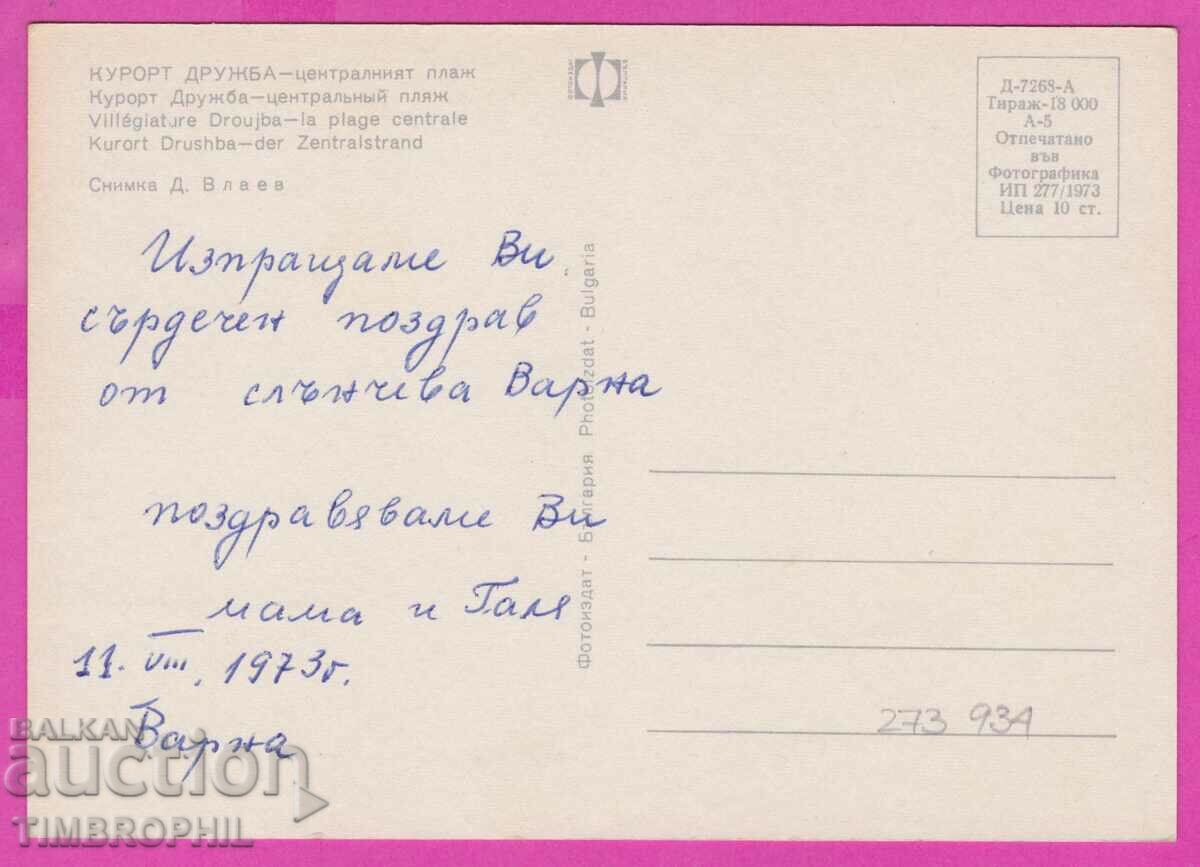 КУРОРТ ДРУЖБА—централният плаж
Курорт Дружба—центральный пляж
Villégiature Droujba—la plage centrale
Kurort Drushba—der Zentralstrand
Снимка Д. Влаев
Д-7268-А
Тираж-18 000
А-5
Отпечатано
във
Фотографика
ИП 277/1973
Цена 10 ст.
Изпращаме Ви
сърдечен поздрав
от слънчева Варна
поздравяваме Ви
мама и Галя
11. VIII. 1973г.
Варна
Фотоиздат - България Photoizdat - Bulgaria
273 934
BALKAN
auction
TIMBROPHIL